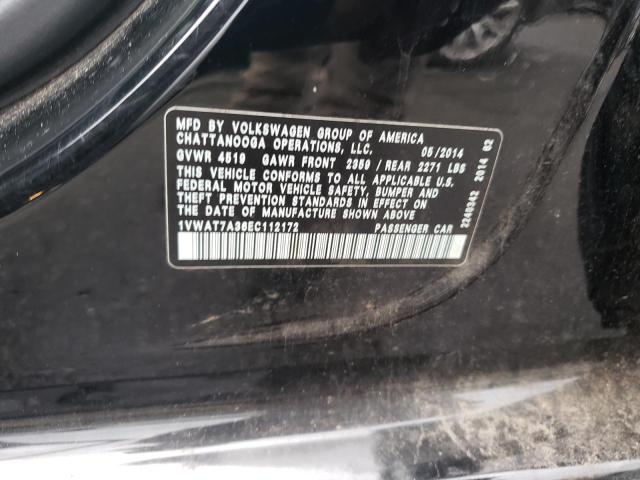 MFD BY VOLKSWAGEN GROUP OF AMERICA
CHATTANOOGA OPERATIONS, LLC. 05/2014
GVWR 4519 GAWR FRONT 2359 / REAR 2271 LBS
THIS VEHICLE CONFORMS TO ALL APPLICABLE U.S.
FEDERAL MOTOR VEHICLE SAFETY, BUMPER, AND
THEFT PREVENTION STANDARDS IN EFFECT ON
THE DATE OF MANUFACTURE SHOWN ABOVE
1VWAT7A36EC112172 PASSENGER CAR
2240342 2014 02